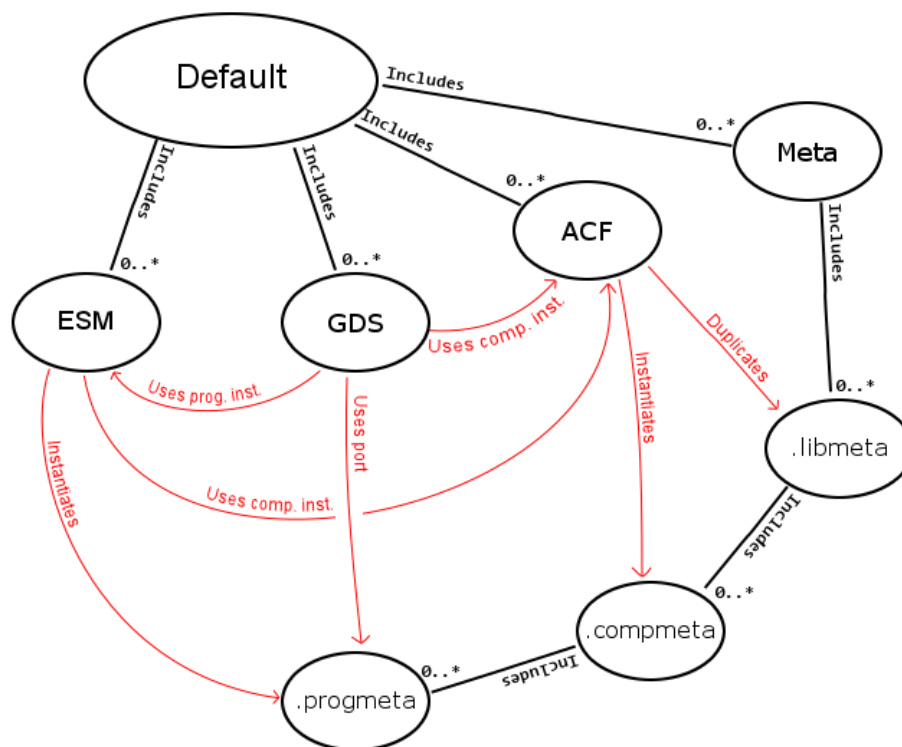 Default
Includes
Includes
Includes
Includes
0..*
Meta
0..*
ACF
Includes
0..*
0..*
ESM
GDS
Uses comp. inst.
Duplicates
Uses prog. inst.
Instantiates
Uses port
0..*
Instantiates
.libmeta
Uses comp. inst.
Includes
0..*
.compmeta
0..*
Includes
.progmeta